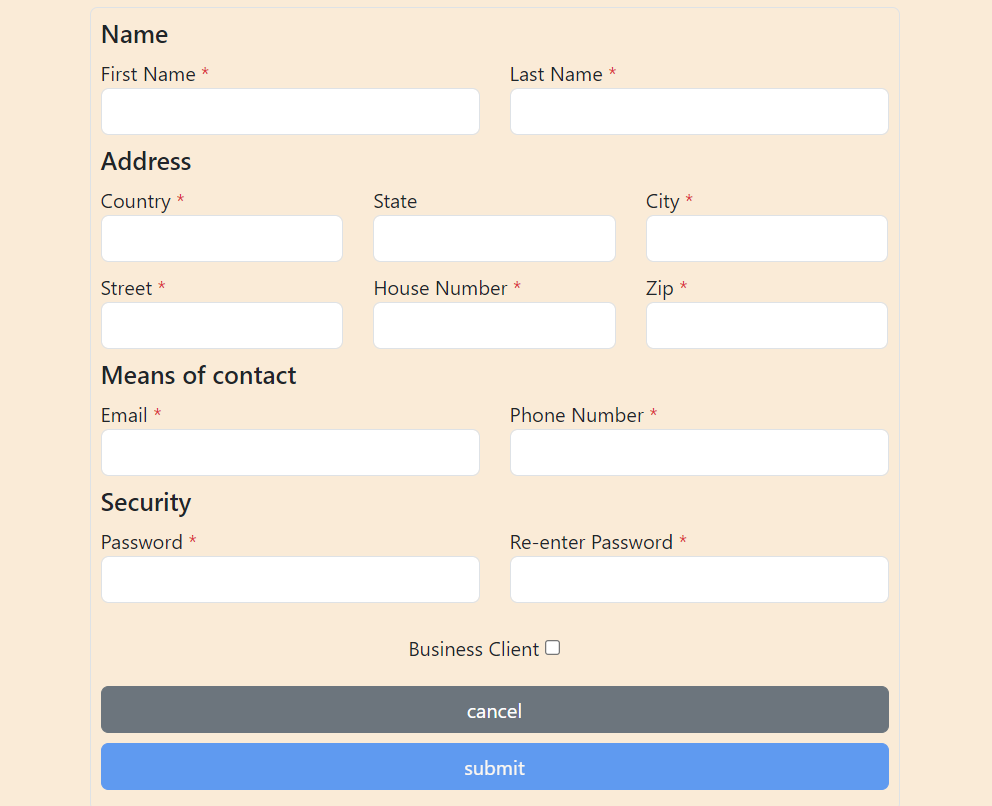 Name
First Name * Last Name *
Address
Country * State City *
Street * House Number * Zip *
Means of contact
Email * Phone Number *
Security
Password * Re-enter Password *
Business Client
cancel
submit